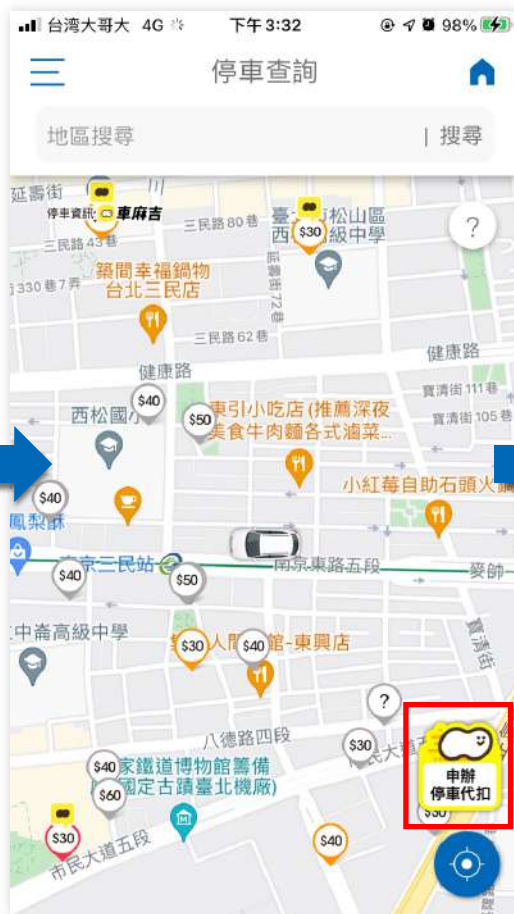 台湾大哥大 4G 下午3:32 98%
停車查詢
地區搜尋 | 搜尋
延壽街
停車資訊 車麻吉
三民路80巷
松山區
級中學
$30
?
三民路43巷
延壽街72巷
築間幸福鍋物
台北三民店
330巷7弄
三民路62巷
健康路
健康路
$40
寶清街111巷
西松國小
$50
東引小吃店(推薦深夜
美食牛肉麵各式滷菜...
寶清街105巷
小紅莓自助石頭火鍋
$40
鳳梨酥
京三民站
南京東路五段
麥帥
$40
$50
中崙高級中學
$30
人間
$40
館-東興店
寶清街
?
八德路四段
$30
$40
家鐵道博物館籌備
國定古蹟臺北機廠)
$60
申辦
停車代扣
$30
$30
$40
市民大道五段